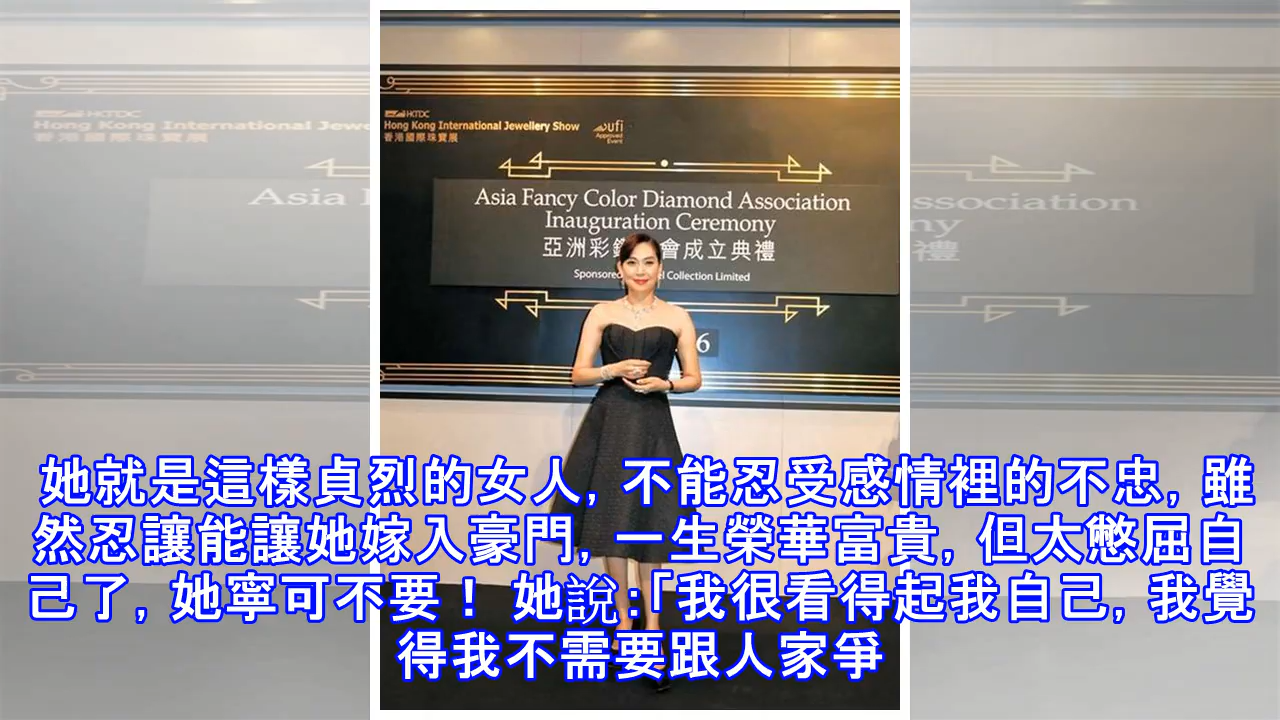 HKTDC
Hong Kong International Jewellery Show
香港國際珠寶展
ufi
Approved
Event
Asia Fancy Color Diamond Association
Inauguration Ceremony
亞洲彩鑽 會成立典禮
Sponsored el Collection Limited
6
她就是這樣貞烈的女人, 不能忍受感情裡的不忠, 雖
然忍讓能讓她嫁入豪門, 一生榮華富貴, 但太憋屈自
己了, 她寧可不要！ 她說:「我很看得起我自己, 我覺
得我不需要跟人家爭